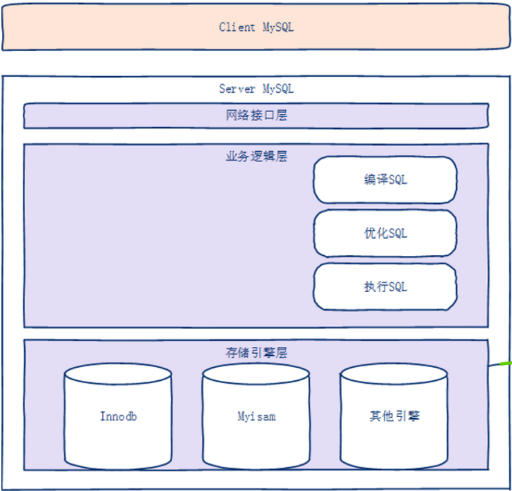 Client MySQL
Server MySQL
网络接口层
业务逻辑层
编译SQL
优化SQL
执行SQL
存储引擎层
Innodb
Myisam
其他引擎